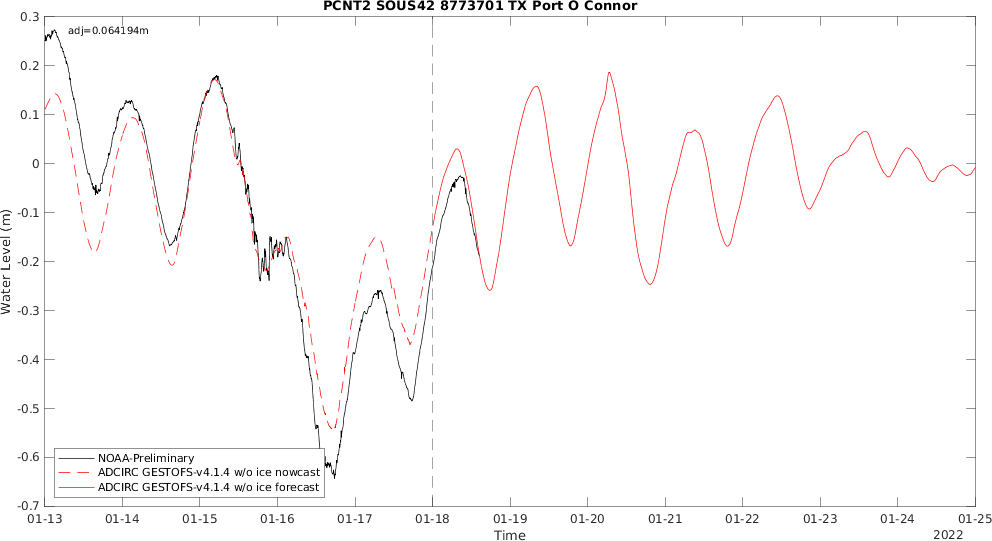 PCNT2 SOUS42 8773701 TX Port O Connor
adj=0.064194m
0.3
0.2
0.1
0
-0.1
-0.2
-0.3
-0.4
-0.5
-0.6
-0.7
Water Level (m)
NOAA-Preliminary
ADCIRC GESTOFS-v4.1.4 w/o ice nowcast
ADCIRC GESTOFS-v4.1.4 w/o ice forecast
01-13 01-14 01-15 01-16 01-17 01-18 01-19 01-20 01-21 01-22 01-23 01-24 01-25
Time
2022